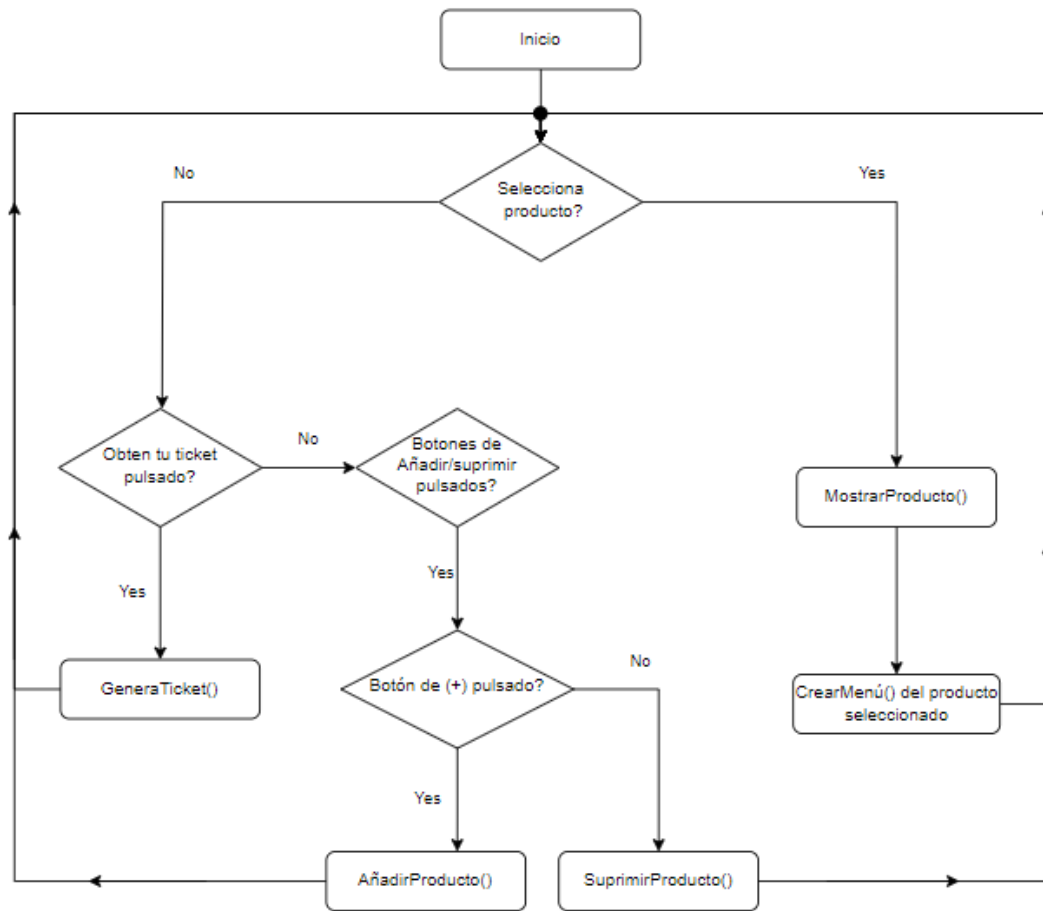 Inicio
No
Yes
Selecciona
producto?
Obten tu ticket
pulsado?
No
Botones de
Añadir/suprimir
pulsados?
MostrarProducto()
Yes
Yes
GeneraTicket()
Botón de (+) pulsado?
No
CrearMenú() del producto
seleccionado
Yes
AñadirProducto()
SuprimirProducto()